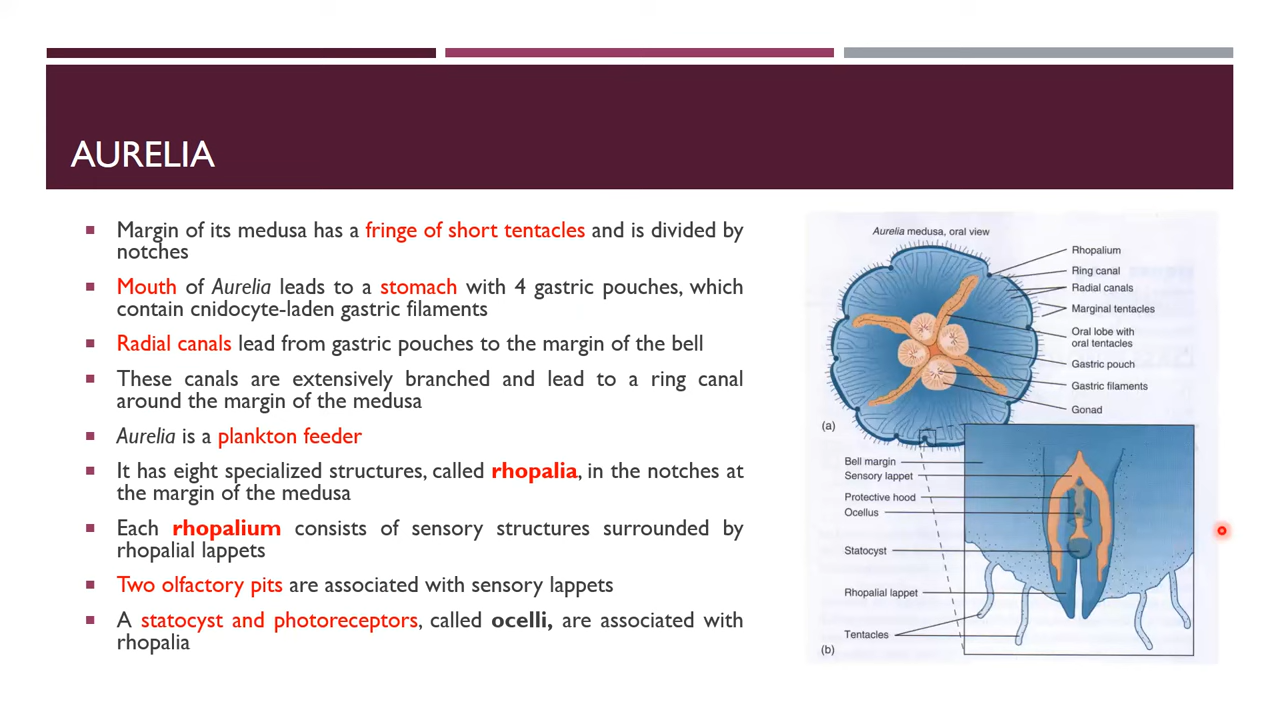 AURELIA
Margin of its medusa has a fringe of short tentacles and is divided by
notches
Mouth of Aurelia leads to a stomach with 4 gastric pouches, which
contain cnidocyte-laden gastric filaments
Radial canals lead from gastric pouches to the margin of the bell
These canals are extensively branched and lead to a ring canal
around the margin of the medusa
Aurelia is a plankton feeder
It has eight specialized structures, called rhopalia, in the notches at
the margin of the medusa
Each rhopalium consists of sensory structures surrounded by
rhopalial lappets
Two olfactory pits are associated with sensory lappets
A statocyst and photoreceptors, called ocelli, are associated with
rhopalia
Aurelia medusa, oral view
Rhopalium
Ring canal
Radial canals
Marginal tentacles
Oral lobe with
oral tentacles
Gastric pouch
Gastric filaments
Gonad
(a)
Bell margin
Sensory lappet
Protective hood
Ocellus
Statocyst
Rhopalial lappet
Tentacles
(b)